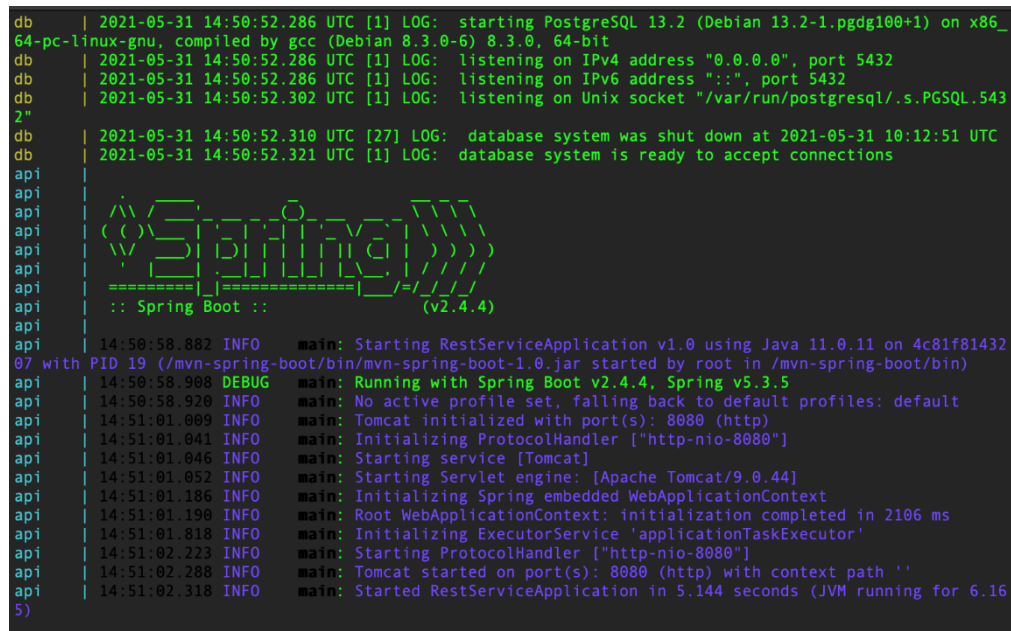 db      | 2021-05-31 14:50:52.286 UTC [1] LOG:  starting PostgreSQL 13.2 (Debian 13.2-1.pgdg100+1) on x86_
64-pc-linux-gnu, compiled by gcc (Debian 8.3.0-6) 8.3.0, 64-bit
db      | 2021-05-31 14:50:52.286 UTC [1] LOG:  listening on IPv4 address "0.0.0.0", port 5432
db      | 2021-05-31 14:50:52.286 UTC [1] LOG:  listening on IPv6 address "::", port 5432
db      | 2021-05-31 14:50:52.302 UTC [1] LOG:  listening on Unix socket "/var/run/postgresql/.s.PGSQL.543
2"
db      | 2021-05-31 14:50:52.310 UTC [27] LOG:  database system was shut down at 2021-05-31 10:12:51 UTC
db      | 2021-05-31 14:50:52.321 UTC [1] LOG:  database system is ready to accept connections
api     |
api     |   .   ____          _            __ _ _
api     |  /\\ / ___'_ __ _ _(_)_ __  __ _ \ \ \ \
api     | ( ( )\___ | '_ | '_| | '_ \/ _` | \ \ \ \
api     |  \\/  ___)| |_)| | | | | || (_| |  ) ) ) )
api     |   '  |____| .__|_| |_|_| |_\__, | / / / /
api     |  =========|_|==============|___/=/_/_/_/
api     |  :: Spring Boot ::                (v2.4.4)
api     |
api     | 14:50:58.882 INFO    main: Starting RestServiceApplication v1.0 using Java 11.0.11 on 4c81f81432
07 with PID 19 (/mvn-spring-boot/bin/mvn-spring-boot-1.0.jar started by root in /mvn-spring-boot/bin)
api     | 14:50:58.908 DEBUG   main: Running with Spring Boot v2.4.4, Spring v5.3.5
api     | 14:50:58.920 INFO    main: No active profile set, falling back to default profiles: default
api     | 14:51:01.009 INFO    main: Tomcat initialized with port(s): 8080 (http)
api     | 14:51:01.041 INFO    main: Initializing ProtocolHandler ["http-nio-8080"]
api     | 14:51:01.046 INFO    main: Starting service [Tomcat]
api     | 14:51:01.052 INFO    main: Starting Servlet engine: [Apache Tomcat/9.0.44]
api     | 14:51:01.186 INFO    main: Initializing Spring embedded WebApplicationContext
api     | 14:51:01.190 INFO    main: Root WebApplicationContext: initialization completed in 2106 ms
api     | 14:51:01.818 INFO    main: Initializing ExecutorService 'applicationTaskExecutor'
api     | 14:51:02.223 INFO    main: Starting ProtocolHandler ["http-nio-8080"]
api     | 14:51:02.288 INFO    main: Tomcat started on port(s): 8080 (http) with context path ''
api     | 14:51:02.318 INFO    main: Started RestServiceApplication in 5.144 seconds (JVM running for 6.16
5)